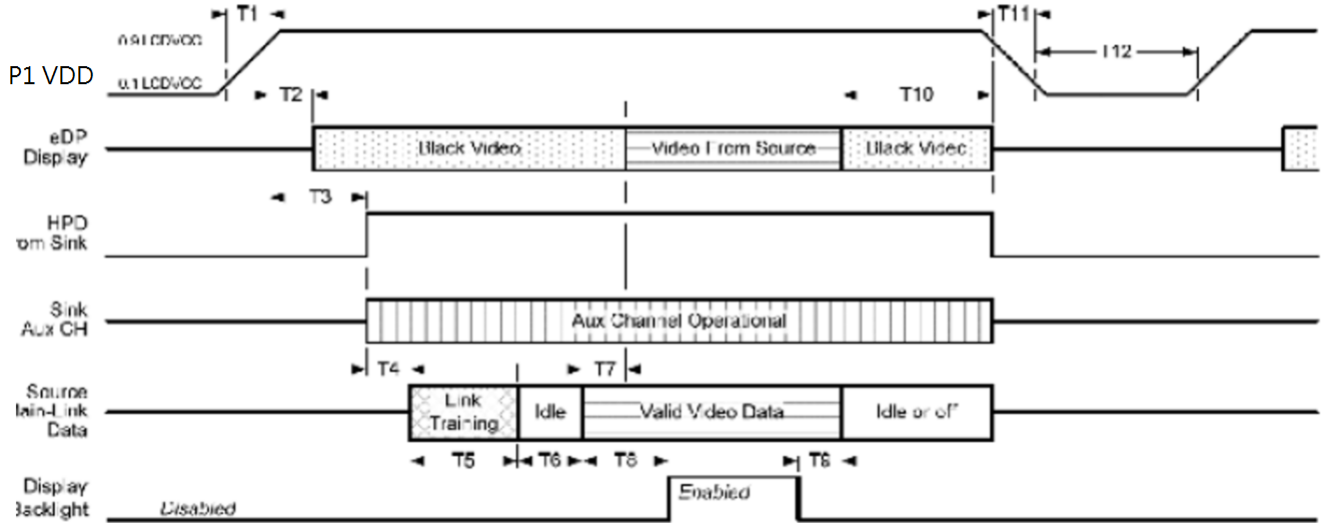 T1
T11
0.9 LCDVCC
T12
P1 VDD
0.1 LCDVCC
T2
T10
eDP
Display
Black Video
Video From Source
Black Video
T3
HPD
om Sink
Sink
Aux CH
Aux Channel Operational
T4
T7
Source
ain-Link
Data
Link
Training
Idle
Valid Video Data
Idle or off
T5
T6
T8
T9
Display
Backlight
Disabled
Enabled